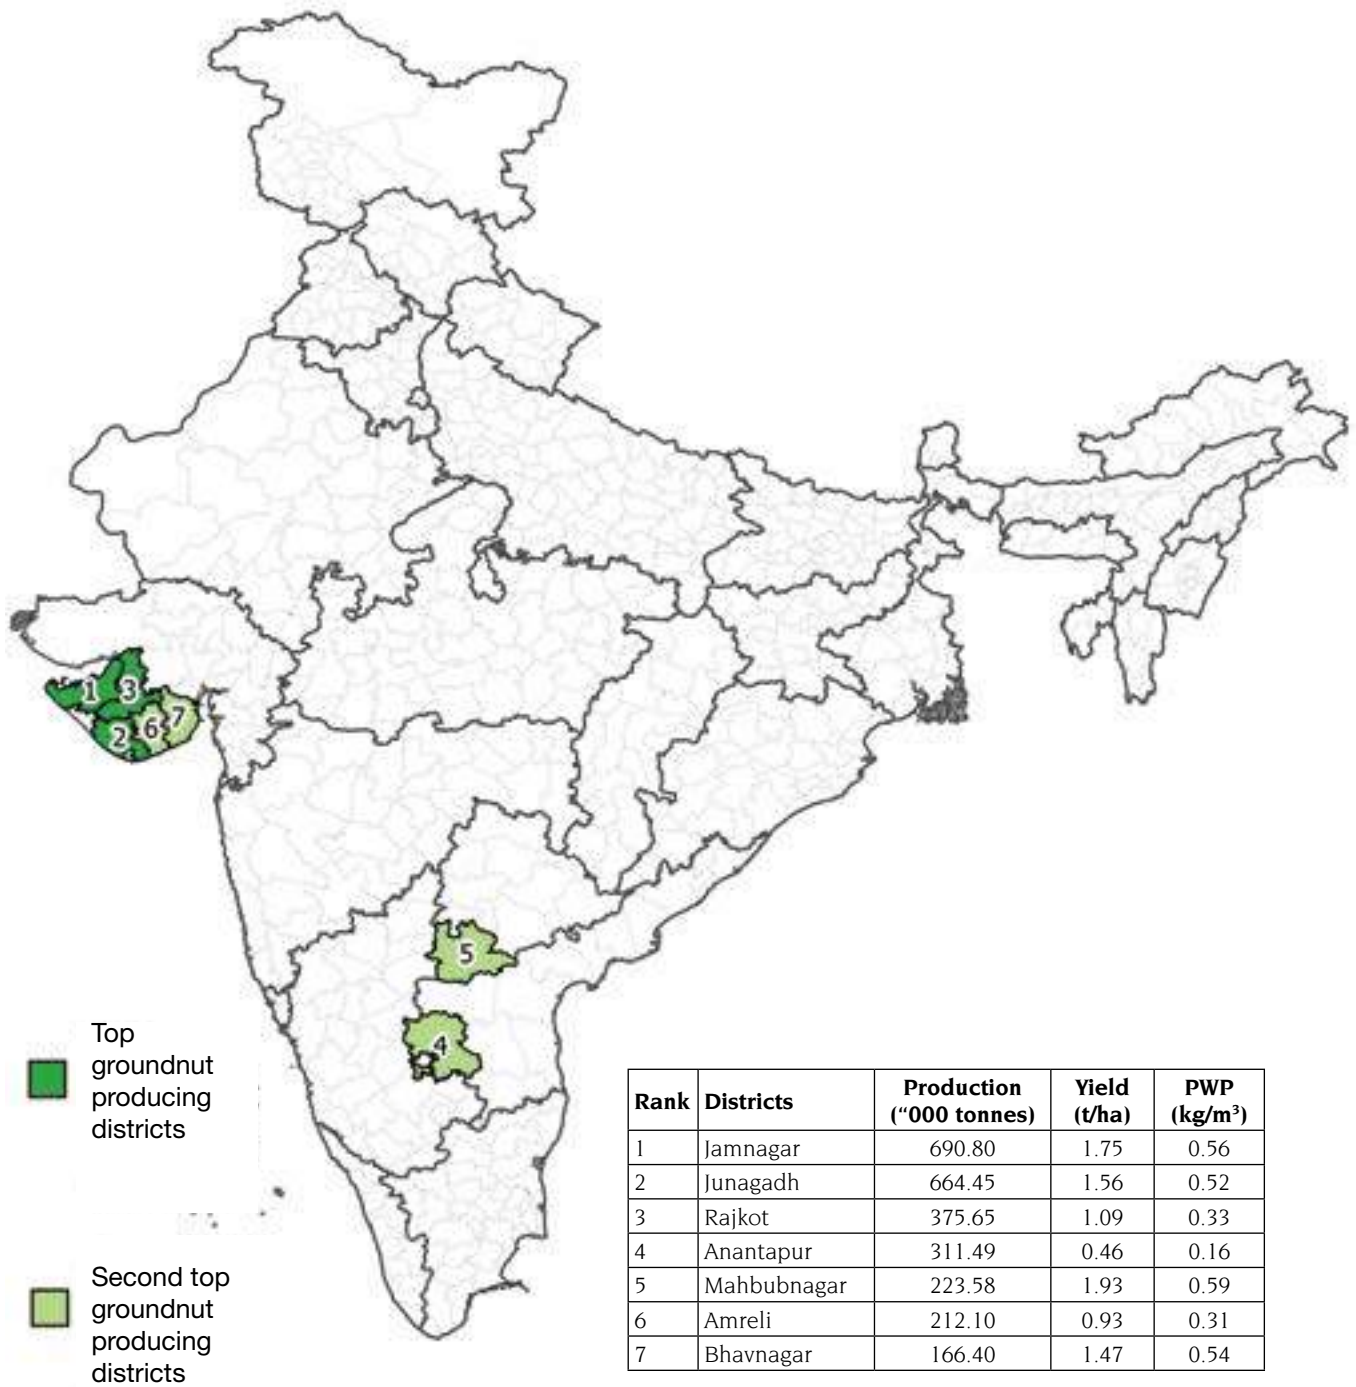 1
3
2
6
7
5
4
Top
groundnut
producing
districts
Second top
groundnut
producing
districts
Rank Districts Production (“000 tonnes) Yield (t/ha) PWP (kg/m³)
1 Jamnagar 690.80 1.75 0.56
2 Junagadh 664.45 1.56 0.52
3 Rajkot 375.65 1.09 0.33
4 Anantapur 311.49 0.46 0.16
5 Mahbubnagar 223.58 1.93 0.59
6 Amreli 212.10 0.93 0.31
7 Bhavnagar 166.40 1.47 0.54